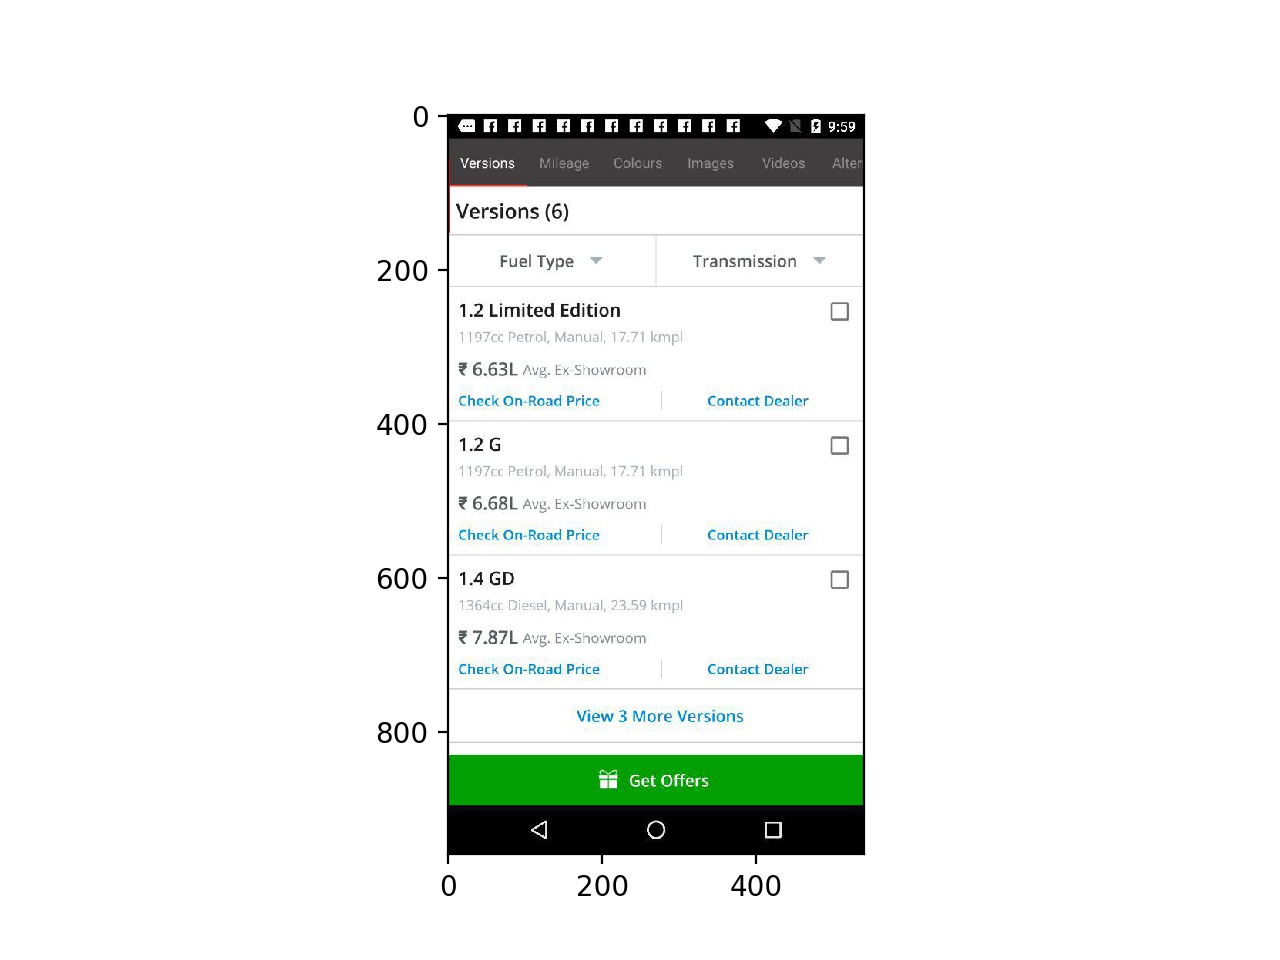 0
200
400
600
800
9:59
Versions Mileage Colours Images Videos Alter
Versions (6)
Fuel Type Transmission
1.2 Limited Edition
1197cc Petrol, Manual, 17.71 kmpl
₹ 6.63L Avg. Ex-Showroom
Check On-Road Price Contact Dealer
1.2 G
1197cc Petrol, Manual, 17.71 kmpl
₹ 6.68L Avg. Ex-Showroom
Check On-Road Price Contact Dealer
1.4 GD
1364cc Diesel, Manual, 23.59 kmpl
₹ 7.87L Avg. Ex-Showroom
Check On-Road Price Contact Dealer
View 3 More Versions
Get Offers
0 200 400